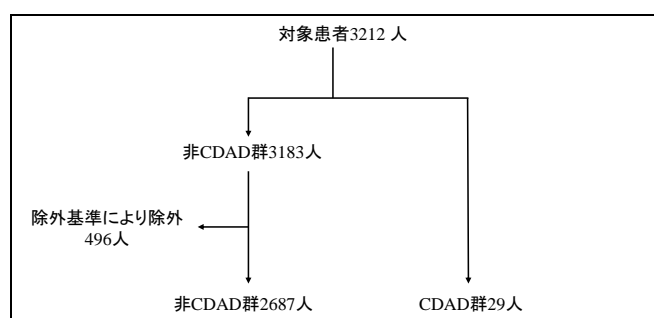 対象患者3212 人
非CDAD群3183人
除外基準により除外
496人
非CDAD群2687人
CDAD群29人